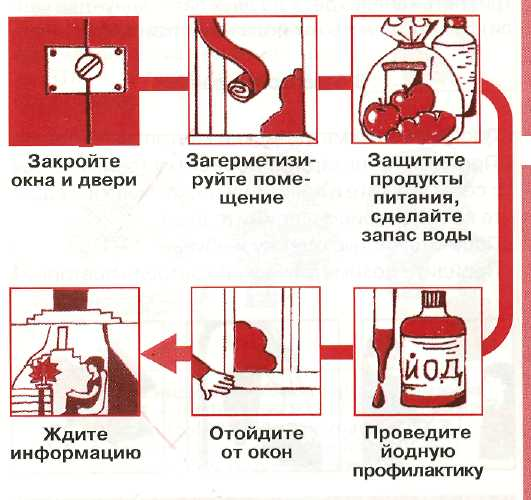 Закройте
окна и двери
Загерметизи-
руйте поме-
щение
Защитите
продукты
питания,
сделайте
запас воды
йод
Проведите
йодную
профилактику
Отойдите
от окон
Ждите
информацию